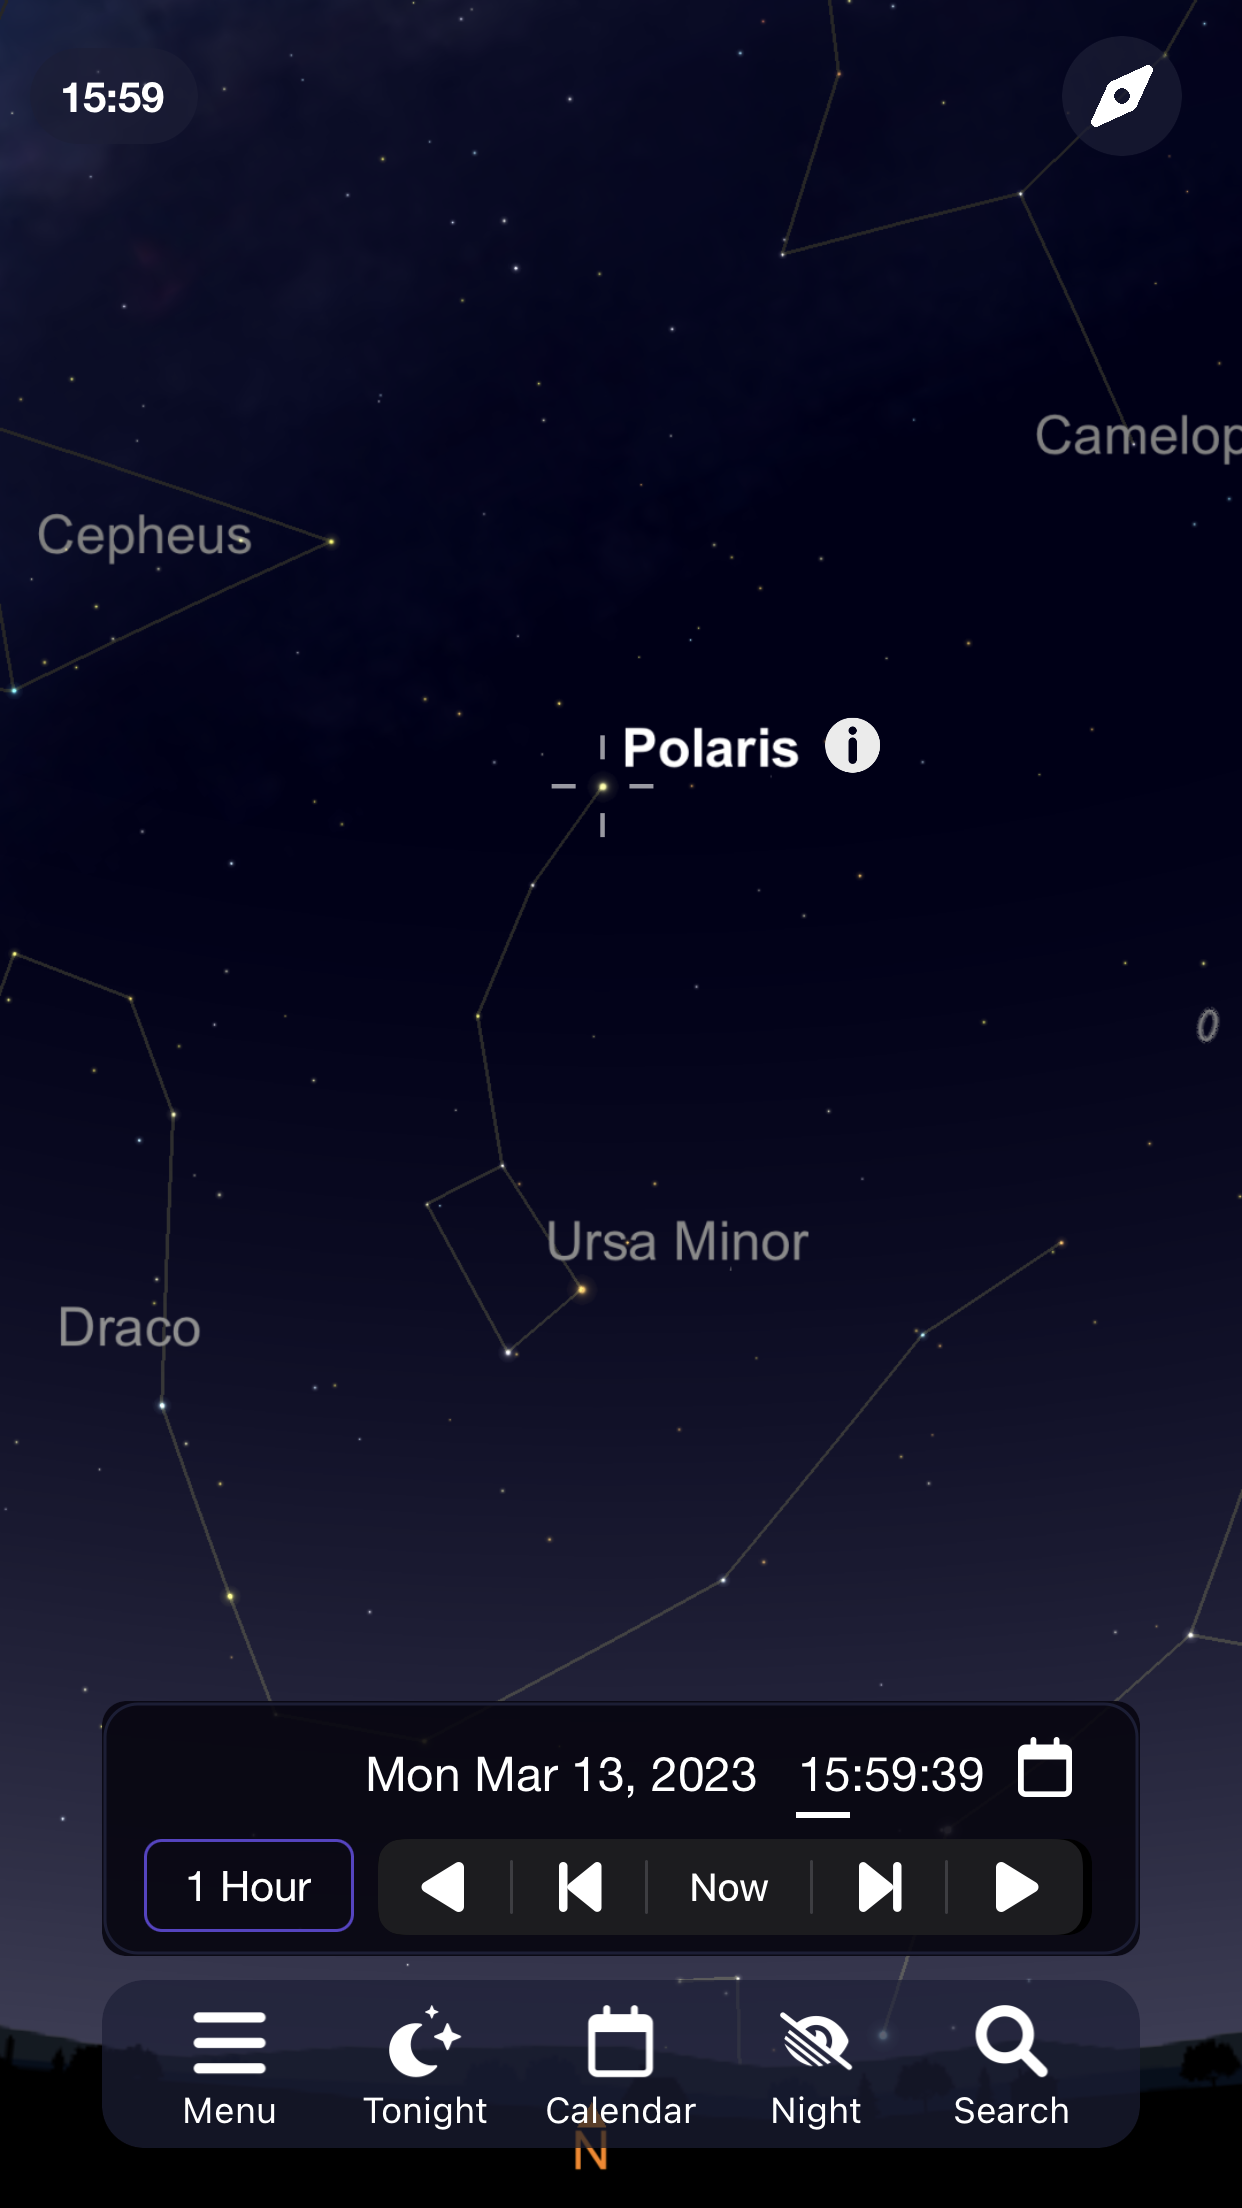 15:59
Camelop
Cepheus
Polaris
Ursa Minor
Draco
Mon Mar 13, 2023 15:59:39
1 Hour Now
Menu Tonight Calendar Night Search
N